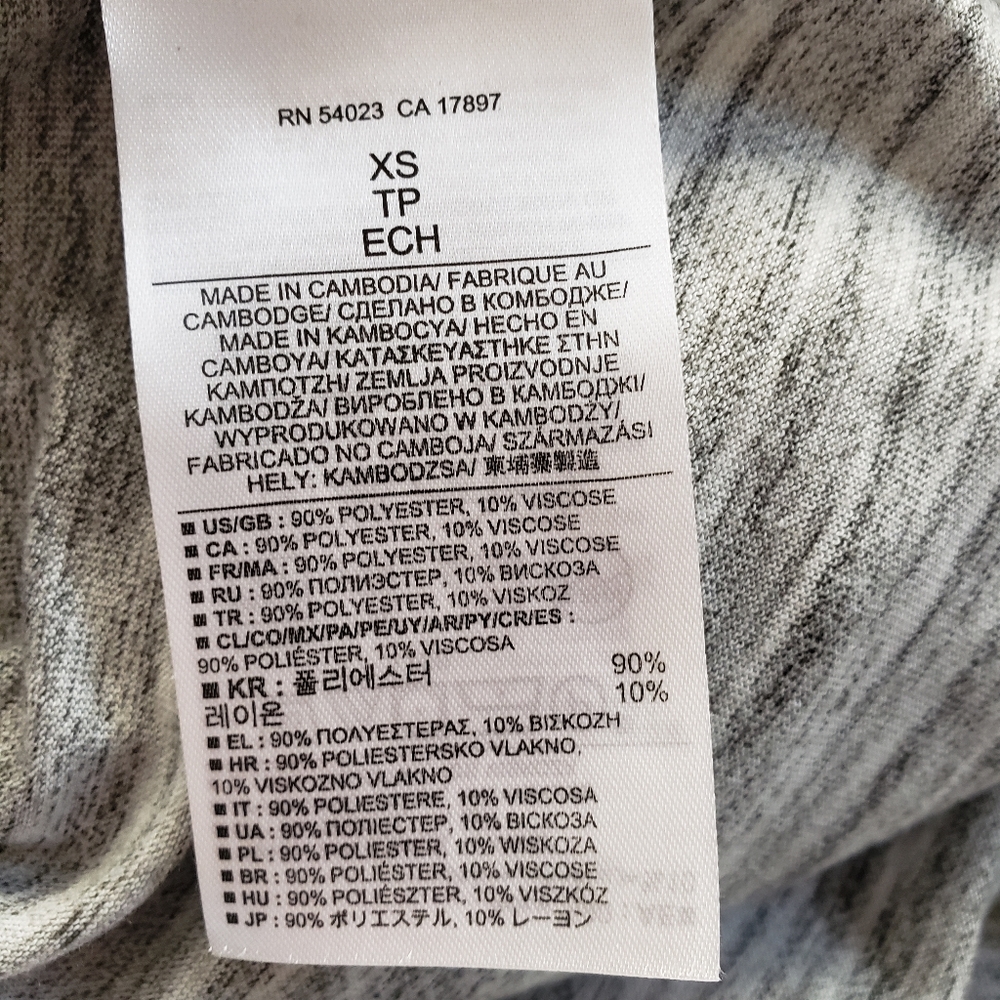 RN 54023 CA 17897
XS
TP
ECH
MADE IN CAMBODIA/ FABRIQUE AU
CAMBODGE/ СДЕЛАНО В КОМБОДЖЕ/
MADE IN KAMBOCYA/ HECHO EN
CAMBOYA/ ΚΑΤΑΣΚΕΥΑΣΤΗΚΕ ΣΤΗΝ
ΚΑΜΠΟΤΖΗ/ ZEMLJA PROIZVODNJE
KAMBODŽA/ ВИРОБЛЕНО В КАМБОДЖІ/
WYPRODUKOWANO W KAMBODŻY/
FABRICADO NO CAMBOJA/ SZÁRMAZÁSI
HELY: KAMBODZSA/ 柬埔寨製造
▪ US/GB : 90% POLYESTER, 10% VISCOSE
▪ CA : 90% POLYESTER, 10% VISCOSE
▪ FR/MA : 90% POLYESTER, 10% VISCOSE
▪ RU : 90% ПОЛИЭСТЕР, 10% ВИСКОЗА
▪ TR : 90% POLYESTER, 10% VISKOZ
▪ CL/CO/MX/PA/PE/UY/AR/PY/CR/ES :
90% POLIÉSTER, 10% VISCOSA
▪ KR : 폴리에스터 90%
레이온 10%
▪ EL : 90% ΠΟΛΥΕΣΤΕΡΑΣ, 10% ΒΙΣΚΟΖΗ
▪ HR : 90% POLIESTERSKO VLAKNO,
10% VISKOZNO VLAKNO
▪ IT : 90% POLIESTERE, 10% VISCOSA
▪ UA : 90% ПОЛІЕСТЕР, 10% ВІСКОЗА
▪ PL : 90% POLIESTER, 10% WISKOZA
▪ BR : 90% POLIÉSTER, 10% VISCOSE
▪ HU : 90% POLIÉSZTER, 10% VISZKÓZ
▪ JP : 90% ポリエステル, 10% レーヨン